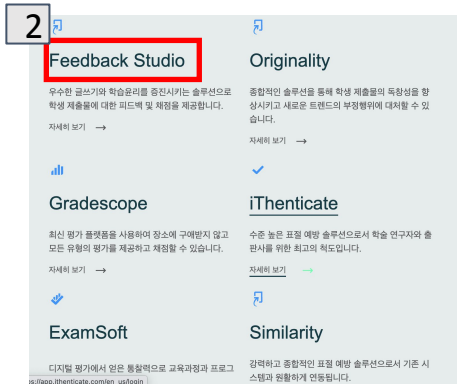 2
Feedback Studio
우수한 글쓰기와 학습윤리를 증진시키는 솔루션으로
학생 제출물에 대한 피드백 및 채점을 제공합니다.
자세히 보기 →
Originality
종합적인 솔루션을 통해 학생 제출물의 독창성을 향
상시키고 새로운 트렌드의 부정행위에 대처할 수 있
습니다.
자세히 보기 →
Gradescope
최신 평가 플랫폼을 사용하여 장소에 구애받지 않고
모든 유형의 평가를 제공하고 채점할 수 있습니다.
자세히 보기 →
iThenticate
수준 높은 표절 예방 솔루션으로서 학술 연구자와 출
판사를 위한 최고의 척도입니다.
자세히 보기 →
ExamSoft
디지털 평가에서 얻은 통찰력으로 교육과정과 프로그
Similarity
강력하고 종합적인 표절 예방 솔루션으로서 기존 시
스템과 원활하게 연동됩니다.
s://app.ithenticate.com/en_us/login